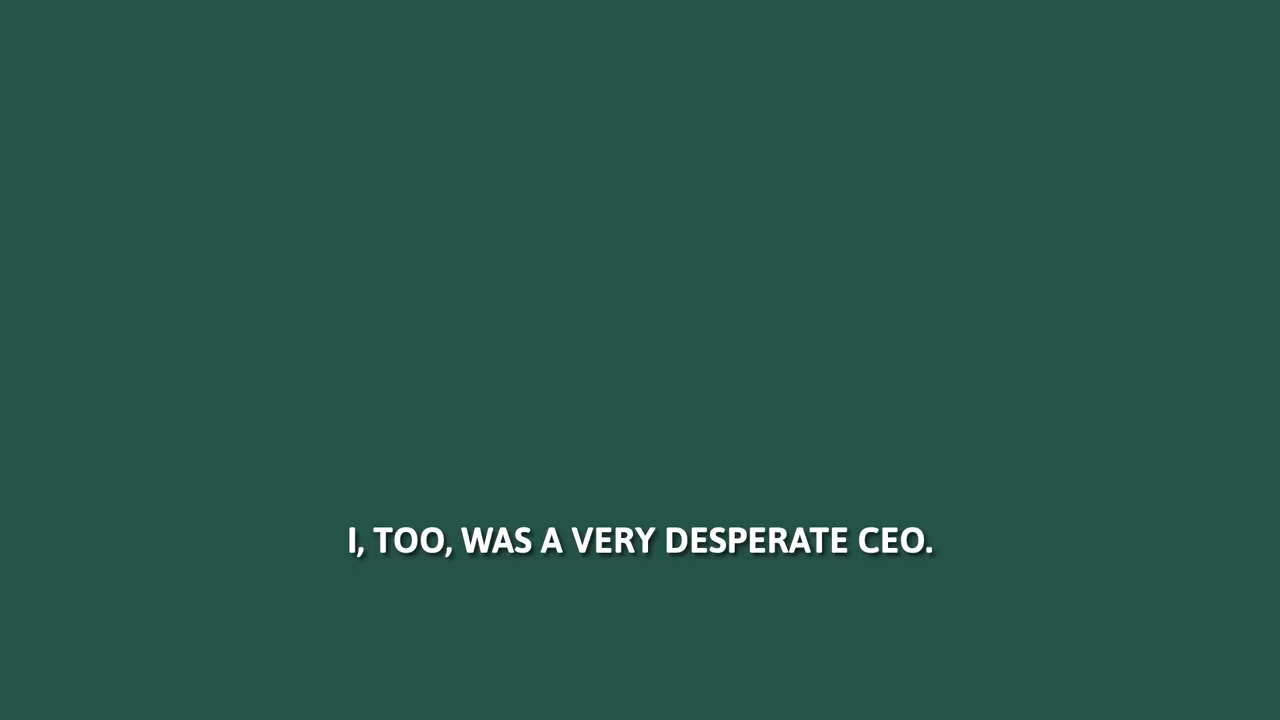 I, TOO, WAS A VERY DESPERATE CEO.